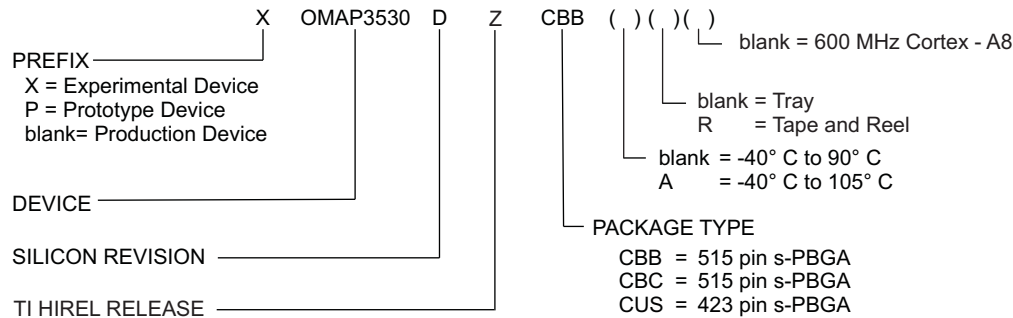 X OMAP3530 D Z CBB ( ) ( ) ( )
blank = 600 MHz Cortex - A8
PREFIX
X = Experimental Device
P = Prototype Device
blank= Production Device
blank = Tray
R = Tape and Reel
blank = -40° C to 90° C
A = -40° C to 105° C
DEVICE
PACKAGE TYPE
CBB = 515 pin s-PBGA
CBC = 515 pin s-PBGA
CUS = 423 pin s-PBGA
SILICON REVISION
TI HIREL RELEASE